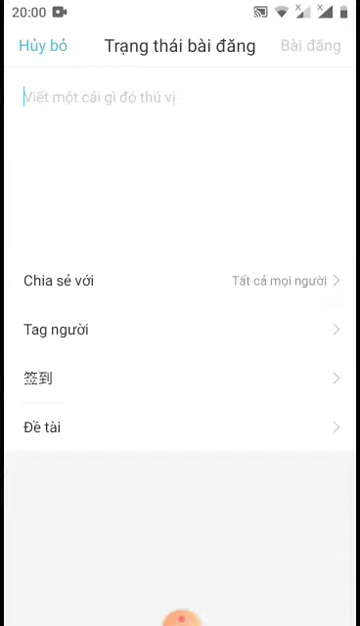 20:00
Hủy bỏ Trạng thái bài đăng Bài đăng
Viết một cái gì đó thú vị
Chia sẻ với Tất cả mọi người
Tag người
签到
Đề tài